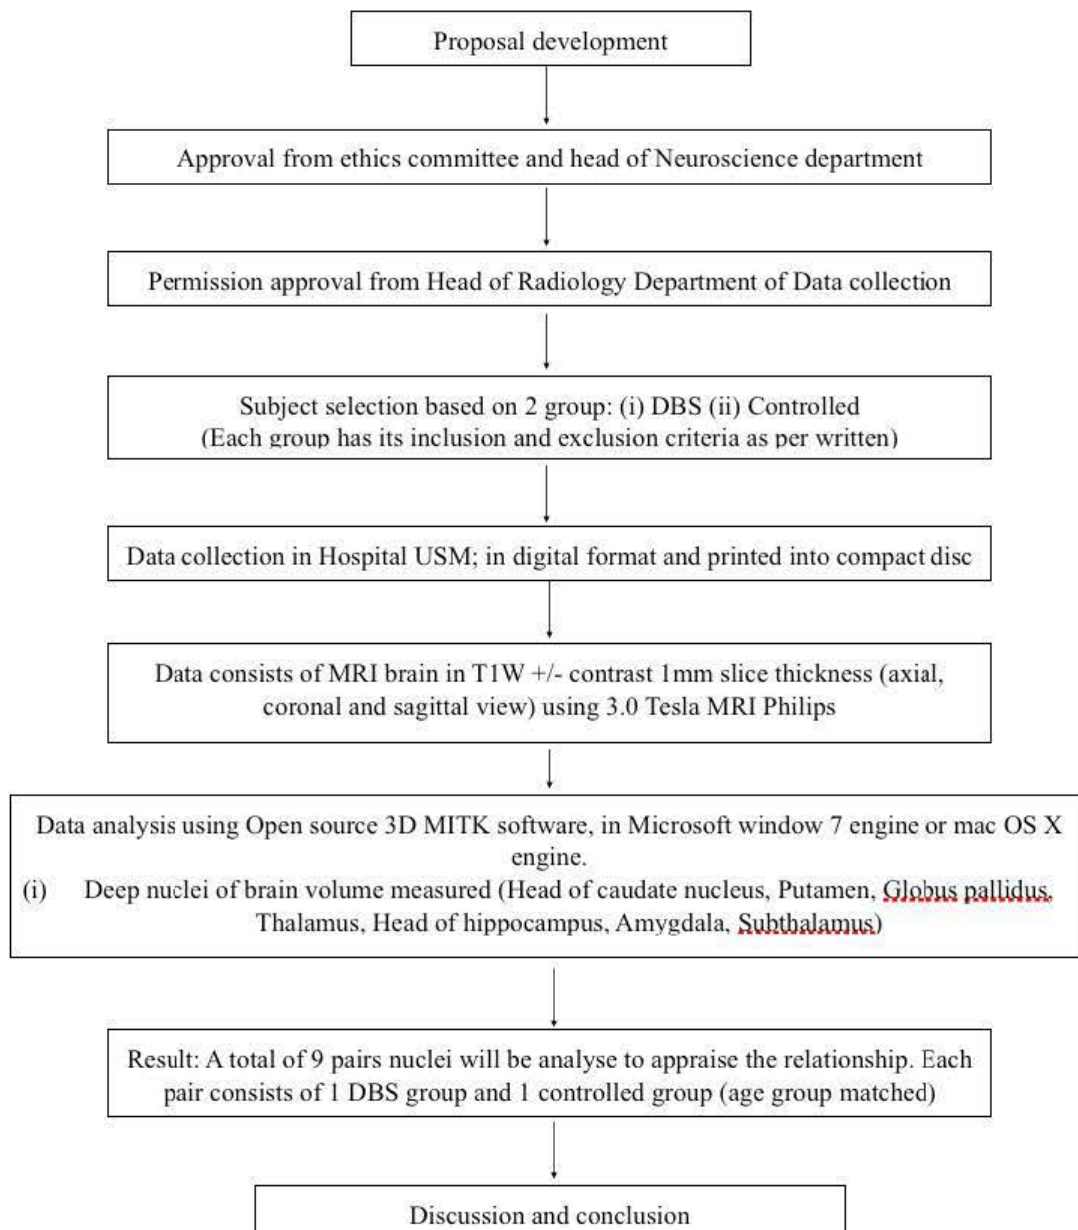 Proposal development
Approval from ethics committee and head of Neuroscience department
Permission approval from Head of Radiology Department of Data collection
Subject selection based on 2 group: (i) DBS (ii) Controlled
(Each group has its inclusion and exclusion criteria as per written)
Data collection in Hospital USM; in digital format and printed into compact disc
Data consists of MRI brain in T1W +/- contrast 1mm slice thickness (axial,
coronal and sagittal view) using 3.0 Tesla MRI Philips
Data analysis using Open source 3D MITK software, in Microsoft window 7 engine or mac OS X
engine.
(i) Deep nuclei of brain volume measured (Head of caudate nucleus, Putamen, Globus pallidus,
Thalamus, Head of hippocampus, Amygdala, Subthalamus)
Result: A total of 9 pairs nuclei will be analyse to appraise the relationship. Each
pair consists of 1 DBS group and 1 controlled group (age group matched)
Discussion and conclusion